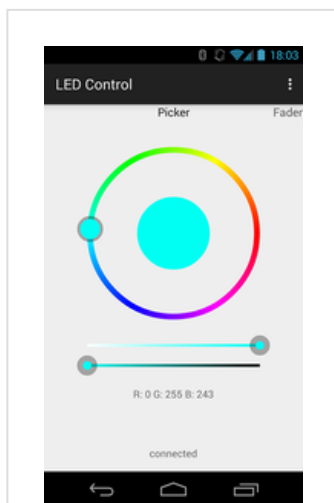 18:03
LED Control
Picker Fader
R: 0 G: 255 B: 243
connected